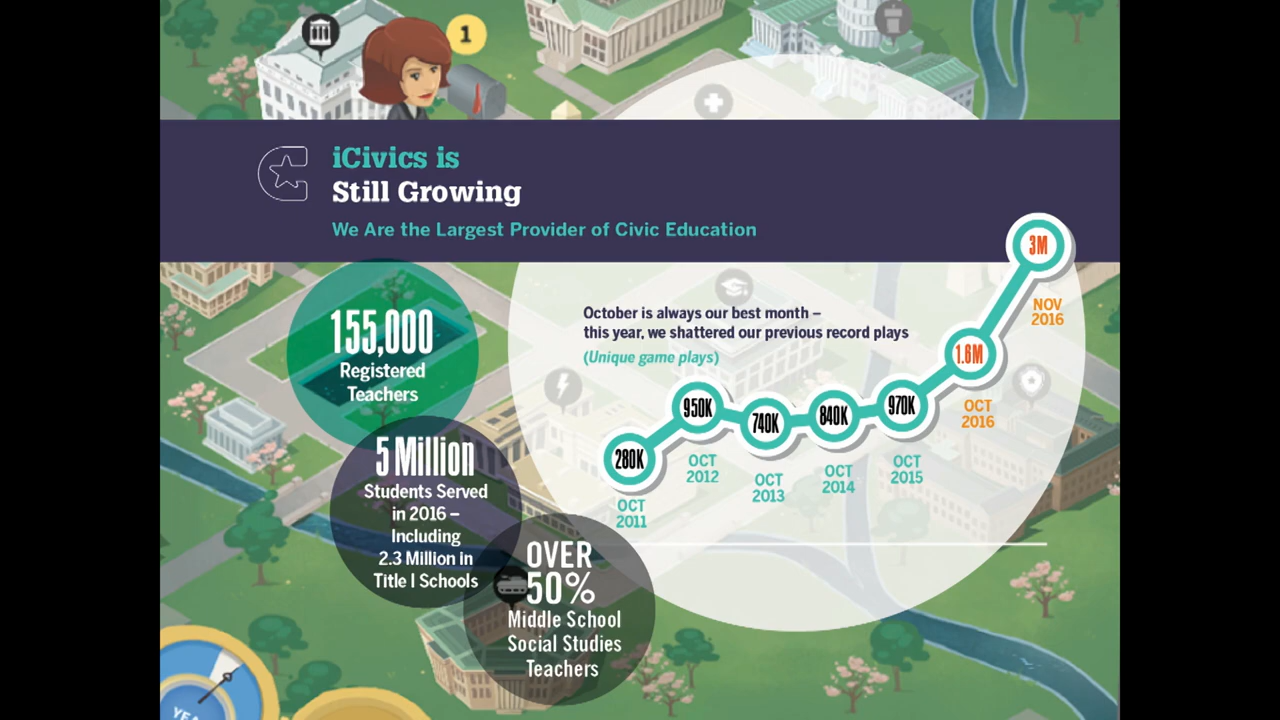 1
iCivics is
Still Growing
We Are the Largest Provider of Civic Education
155,000
Registered
Teachers
5 Million
Students Served
in 2016 –
Including
2.3 Million in
Title I Schools
OVER
50%
Middle School
Social Studies
Teachers
October is always our best month –
this year, we shattered our previous record plays
(Unique game plays)
280K
OCT
2011
950K
OCT
2012
740K
OCT
2013
840K
OCT
2014
970K
OCT
2015
1.6M
OCT
2016
3M
NOV
2016